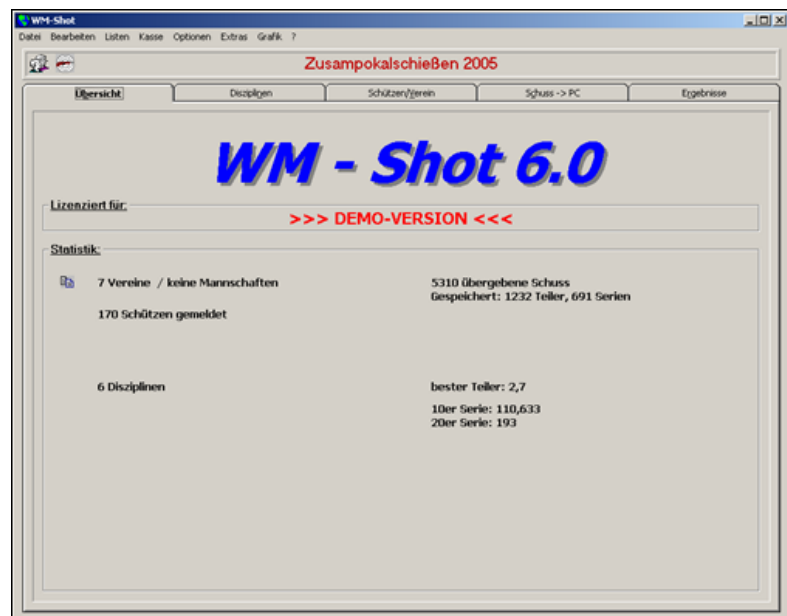 WM-Shot
Datei Bearbeiten Listen Kasse Optionen Extras Grafik ?
Zusampokalschießen 2005
Übersicht Disziplinen Schützen/Verein Schuss -> PC Ergebnisse
WM - Shot 6.0
Lizenziert für:
>>> DEMO-VERSION <<<
Statistik:
7 Vereine / keine Mannschaften
5310 übergebene Schuss
Gespeichert: 1232 Teiler, 691 Serien
170 Schützen gemeldet
6 Disziplinen
bester Teiler: 2,7
10er Serie: 110,633
20er Serie: 193